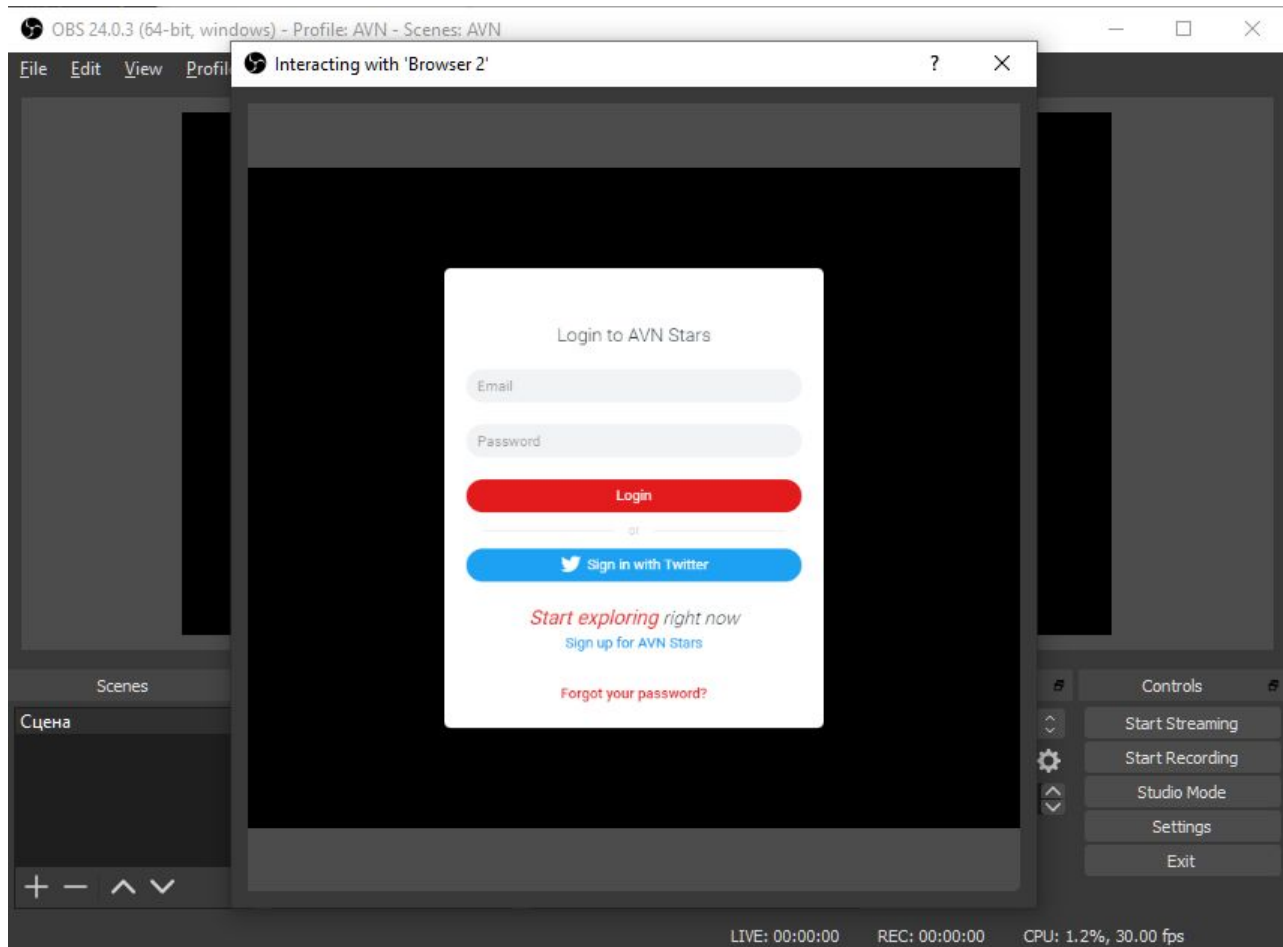 OBS 24.0.3 (64-bit, windows) - Profile: AVN - Scenes: AVN
File Edit View
Interacting with 'Browser 2' ?
Login to AVN Stars
Email
Password
Login
or
Sign in with Twitter
Start exploring right now
Sign up for AVN Stars
Forgot your password?
Scenes
Сцена
Controls
Start Streaming
Start Recording
Studio Mode
Settings
Exit
LIVE: 00:00:00 REC: 00:00:00 CPU: 1.2%, 30.00 fps